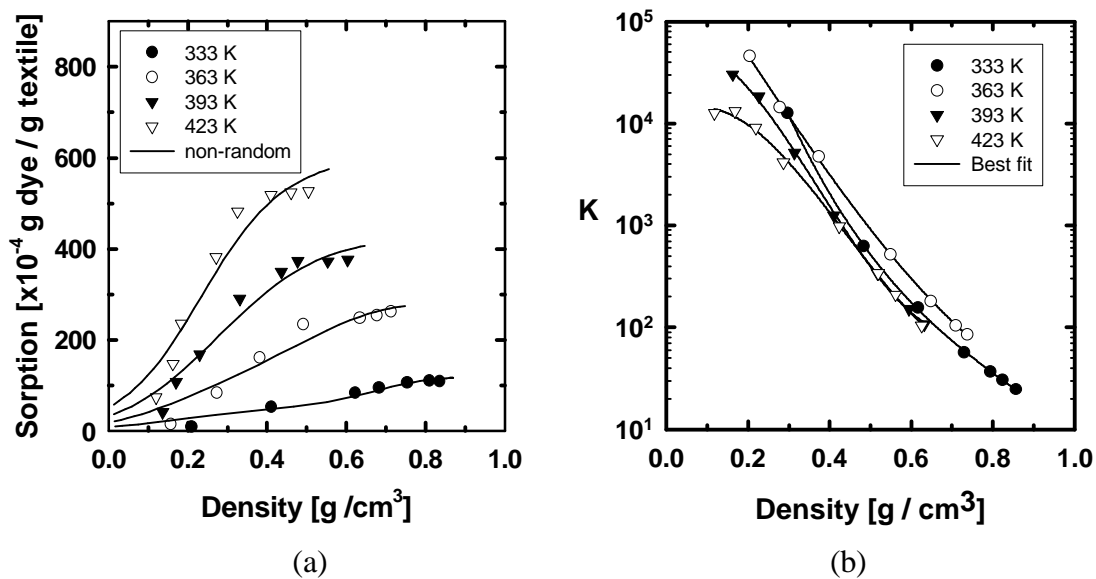 Sorption [x10-4 g dye / g textile]
800
600
400
200
0
333 K
363 K
393 K
423 K
non-random
0.0 0.2 0.4 0.6 0.8 1.0
Density [g /cm3]
(a)
K
10⁵
10⁴
10³
10²
10¹
333 K
363 K
393 K
423 K
Best fit
0.0 0.2 0.4 0.6 0.8 1.0
Density [g / cm3]
(b)